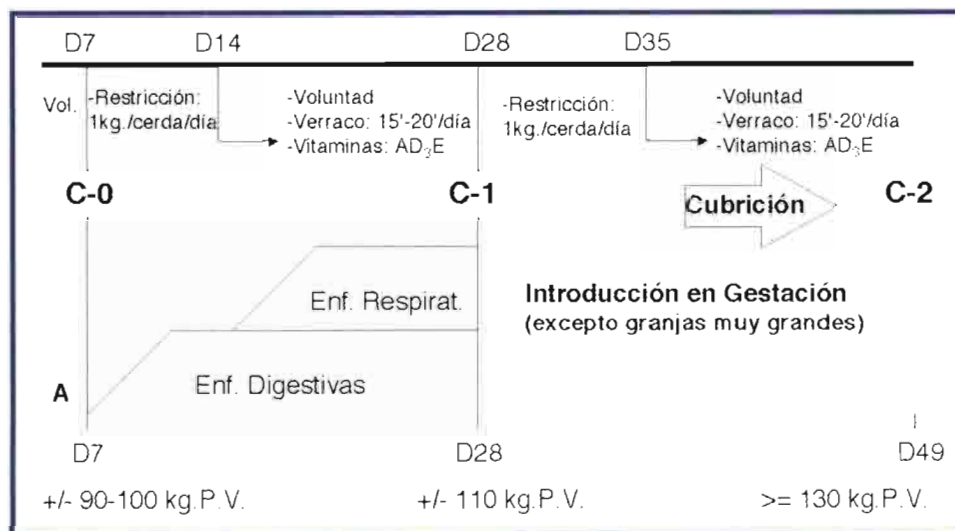 D7 D14 D28 D35
Vol.
-Restricción:
1kg./cerda/día
-Voluntad
-Verraco: 15'-20'/día
-Vitaminas: AD₃E
-Restricción:
1kg./cerda/día
-Voluntad
-Verraco: 15'-20'/día
-Vitaminas: AD₃E
C-0 C-1 Cubrición C-2
Enf. Respirat.
Introducción en Gestación
(excepto granjas muy grandes)
A Enf. Digestivas
D7 D28 D49
+/- 90-100 kg.P.V. +/- 110 kg.P.V. >= 130 kg.P.V.